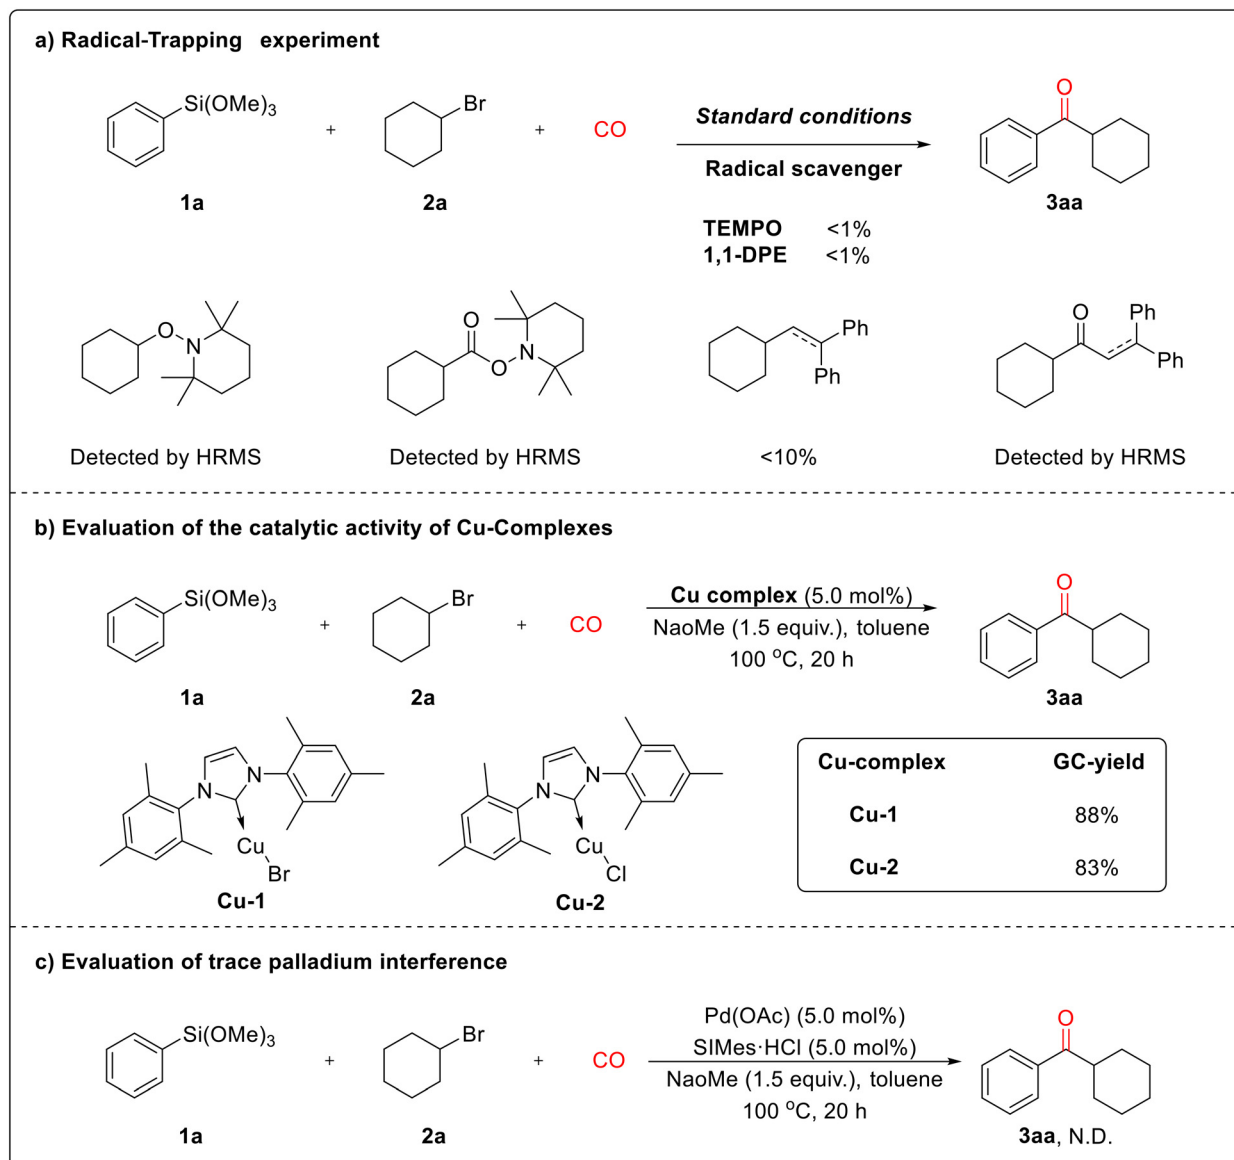 a) Radical-Trapping experiment
Si(OMe)3
Br
+
+
CO
Standard conditions
Radical scavenger
O
1a
2a
3aa
TEMPO <1%
1,1-DPE <1%
O
N
O
O
N
Ph
Ph
O
Ph
Ph
Detected by HRMS
Detected by HRMS
<10%
Detected by HRMS
b) Evaluation of the catalytic activity of Cu-Complexes
Si(OMe)3
Br
+
+
CO
Cu complex (5.0 mol%)
NaoMe (1.5 equiv.), toluene
100 oC, 20 h
O
1a
2a
3aa
N
N
Cu
Br
Cu-1
N
N
Cu
Cl
Cu-2
Cu-complex GC-yield
Cu-1 88%
Cu-2 83%
c) Evaluation of trace palladium interference
Si(OMe)3
Br
+
+
CO
Pd(OAc) (5.0 mol%)
SIMes·HCl (5.0 mol%)
NaoMe (1.5 equiv.), toluene
100 oC, 20 h
O
1a
2a
3aa, N.D.